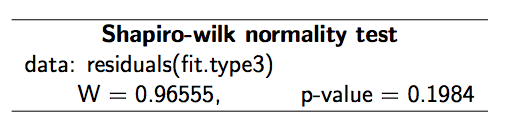 Shapiro-wilk normality test
data: residuals(fit.type3)
W = 0.96555, p-value = 0.1984